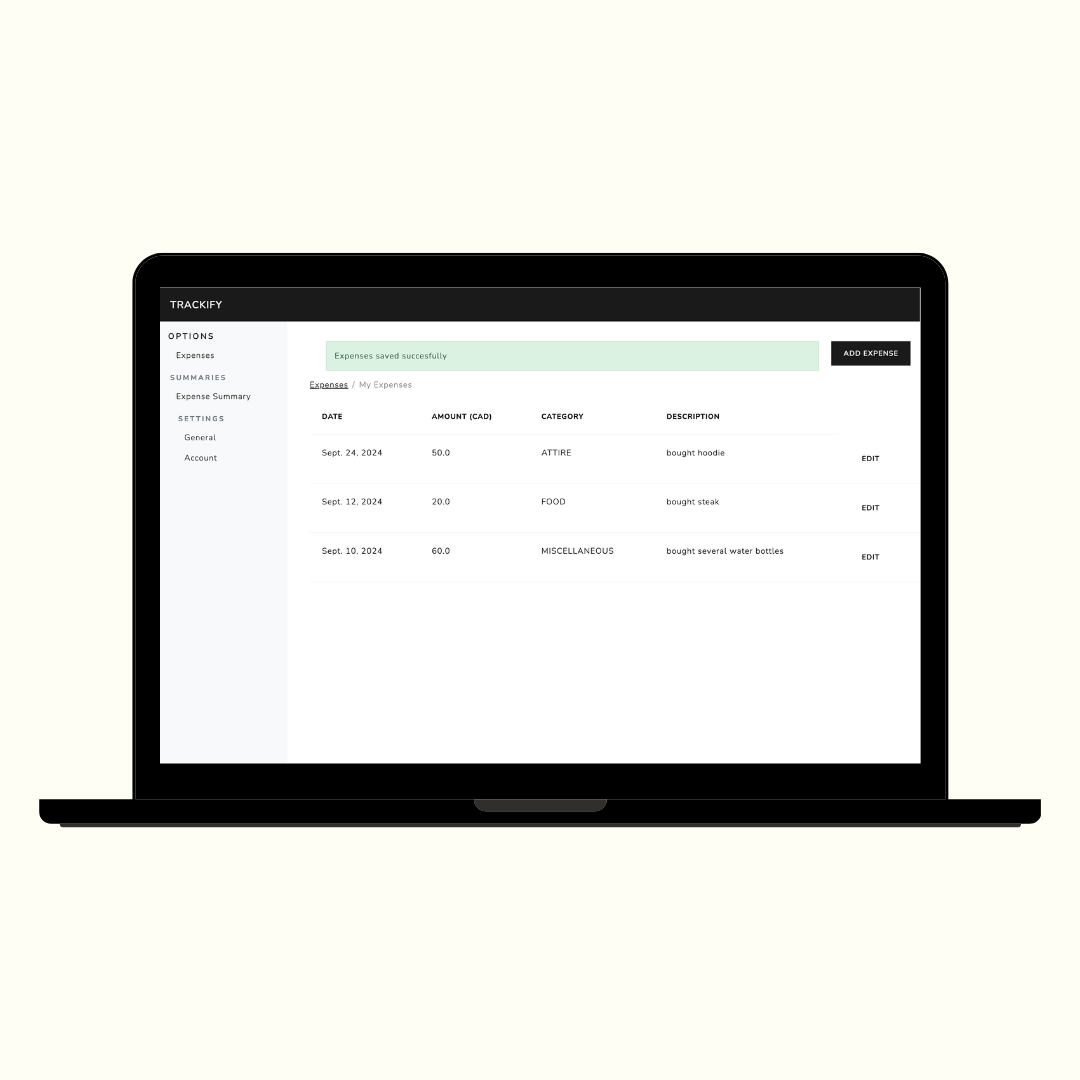 TRACKIFY
OPTIONS
Expenses
SUMMARIES
Expense Summary
SETTINGS
General
Account
Expenses saved succesfully
ADD EXPENSE
Expenses / My Expenses
DATE AMOUNT (CAD) CATEGORY DESCRIPTION
Sept. 24, 2024 50.0 ATTIRE bought hoodie EDIT
Sept. 12, 2024 20.0 FOOD bought steak EDIT
Sept. 10, 2024 60.0 MISCELLANEOUS bought several water bottles EDIT